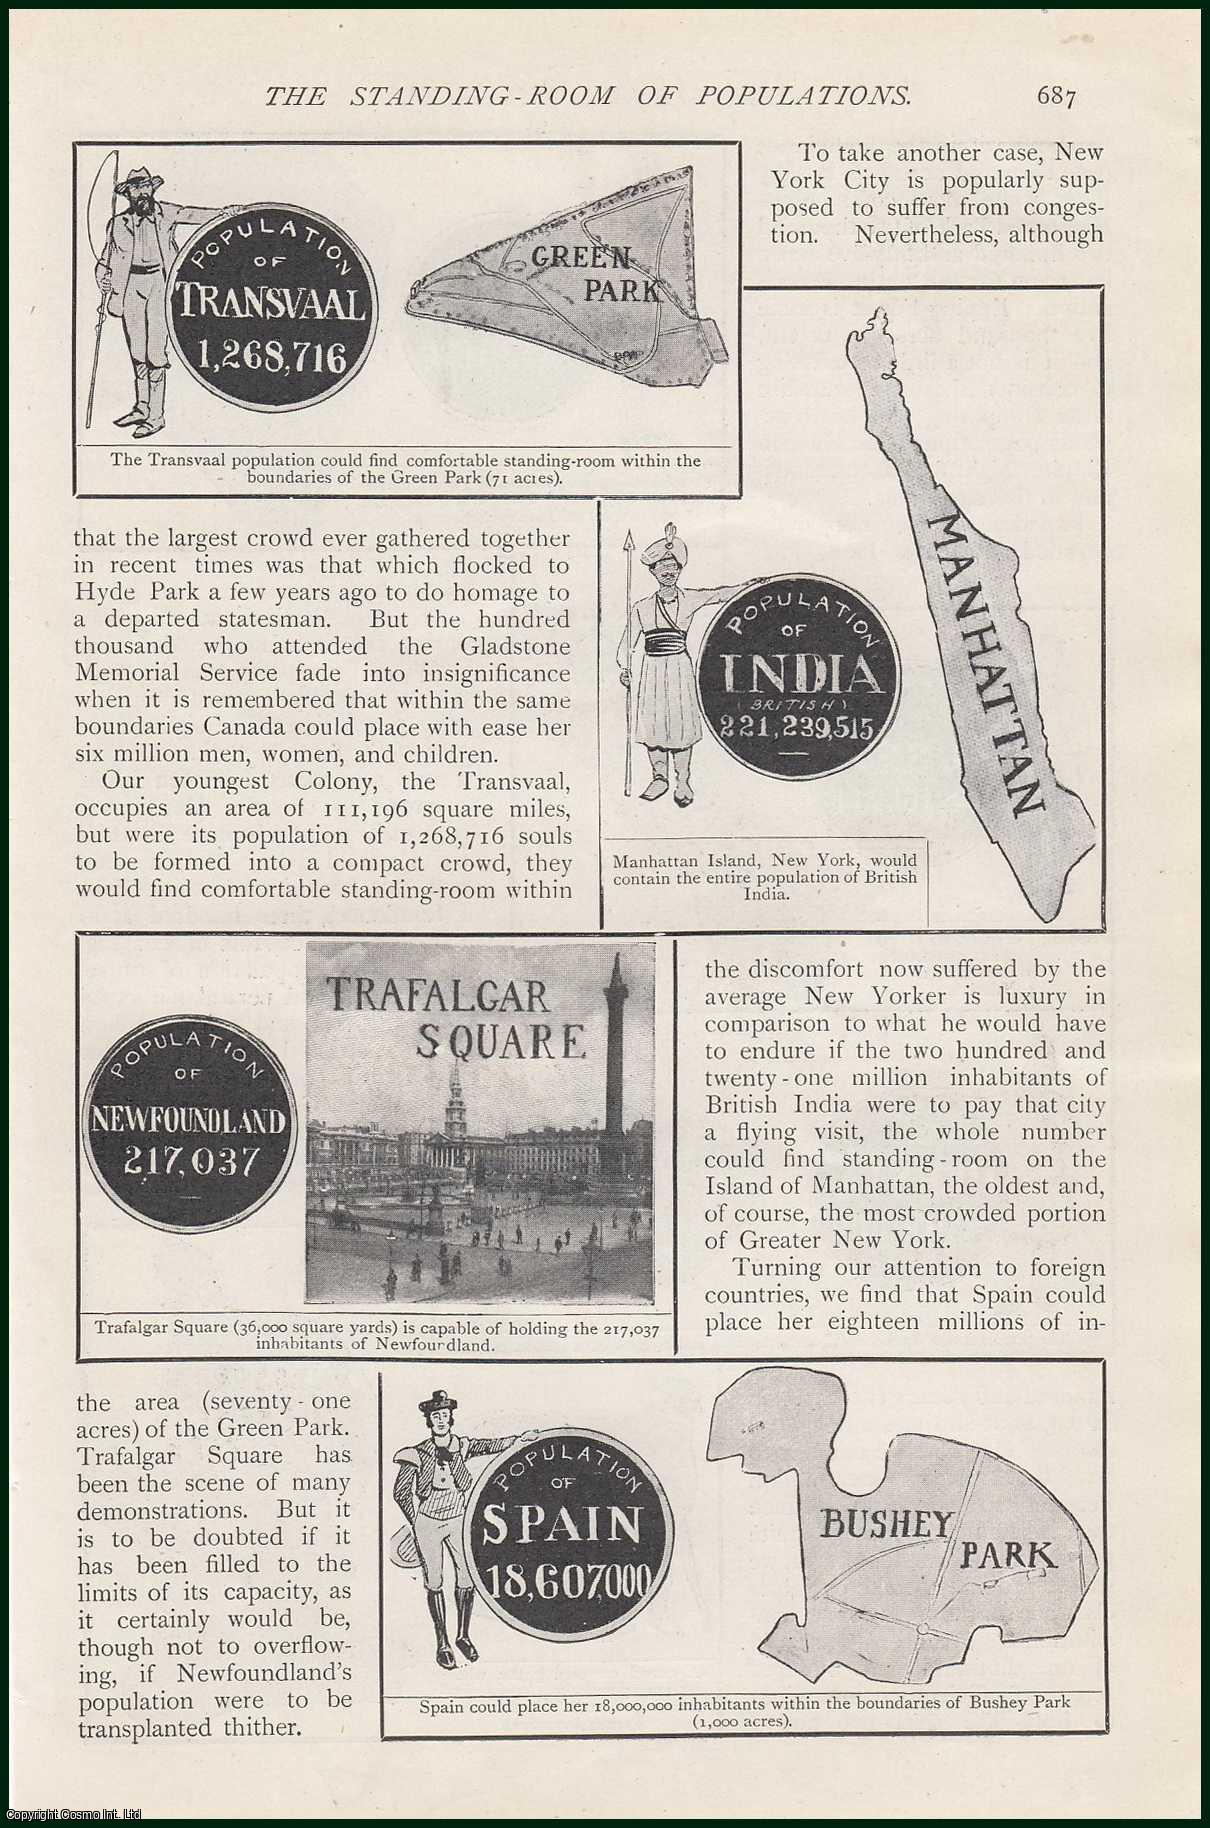 THE STANDING-ROOM OF POPULATIONS.
687
POPULATION
OF
TRANSVAAL
1,268,716
GREEN
PARK
The Transvaal population could find comfortable standing-room within the
boundaries of the Green Park (71 acres).
that the largest crowd ever gathered together
in recent times was that which flocked to
Hyde Park a few years ago to do homage to
a departed statesman. But the hundred
thousand who attended the Gladstone
Memorial Service fade into insignificance
when it is remembered that within the same
boundaries Canada could place with ease her
six million men, women, and children.
Our youngest Colony, the Transvaal,
occupies an area of 111,196 square miles,
but were its population of 1,268,716 souls
to be formed into a compact crowd, they
would find comfortable standing-room within
POPULATION
OF
NEWFOUNDLAND
217,037
TRAFALGAR
SQUARE
Trafalgar Square (36,000 square yards) is capable of holding the 217,037
inhabitants of Newfoundland.
the area (seventy-one
acres) of the Green Park.
Trafalgar Square has
been the scene of many
demonstrations. But it
is to be doubted if it
has been filled to the
limits of its capacity, as
it certainly would be,
though not to overflow-
ing, if Newfoundland's
population were to be
transplanted thither.
To take another case, New
York City is popularly sup-
posed to suffer from conges-
tion. Nevertheless, although
POPULATION
OF
INDIA
(BRITISH)
221,239,515
MANHATTAN
Manhattan Island, New York, would
contain the entire population of British
India.
the discomfort now suffered by the
average New Yorker is luxury in
comparison to what he would have
to endure if the two hundred and
twenty-one million inhabitants of
British India were to pay that city
a flying visit, the whole number
could find standing-room on the
Island of Manhattan, the oldest and,
of course, the most crowded portion
of Greater New York.
Turning our attention to foreign
countries, we find that Spain could
place her eighteen millions of in-
POPULATION
OF
SPAIN
18,607,000
BUSHEY
PARK
Spain could place her 18,000,000 inhabitants within the boundaries of Bushey Park
(1,000 acres).
Copyright Cosmo Int. Ltd